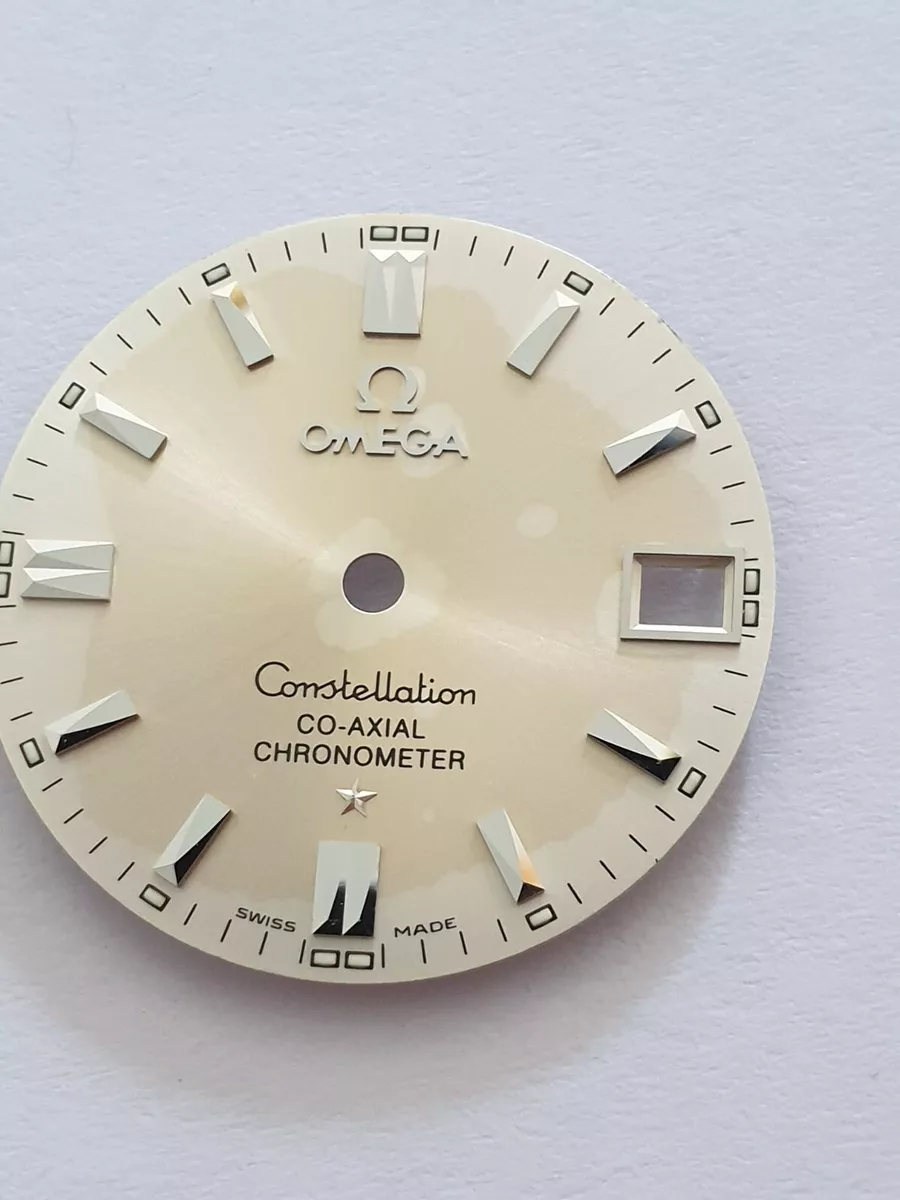 OMEGA
Constellation
CO-AXIAL
CHRONOMETER
SWISS MADE